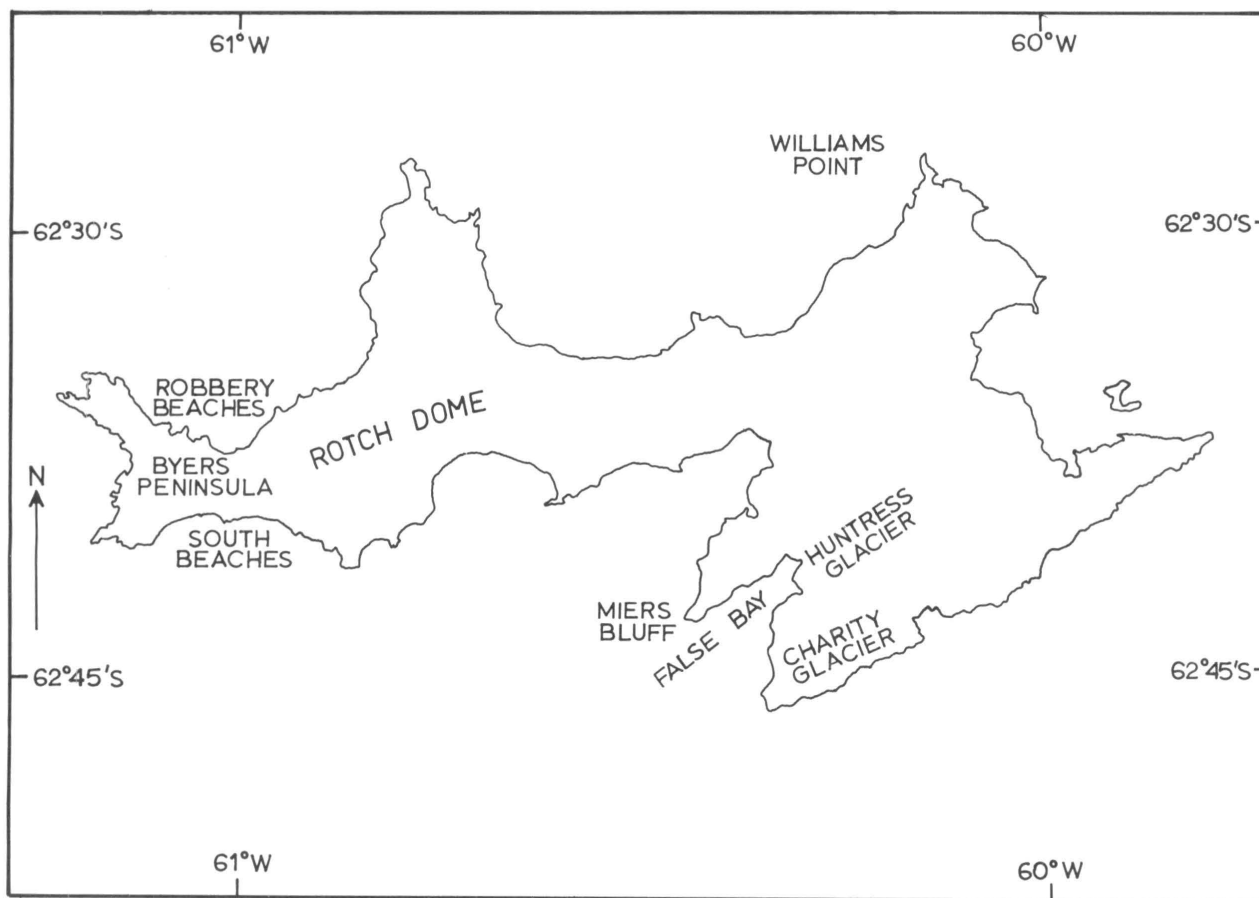 61°W
60°W
WILLIAMS
POINT
62°30'S
62°30'S
ROBBERY
BEACHES
ROTCH DOME
BYERS
PENINSULA
N
SOUTH
BEACHES
HUNTRESS
GLACIER
MIERS
BLUFF
FALSE BAY
CHARITY
GLACIER
62°45'S
62°45'S
61°W
60°W